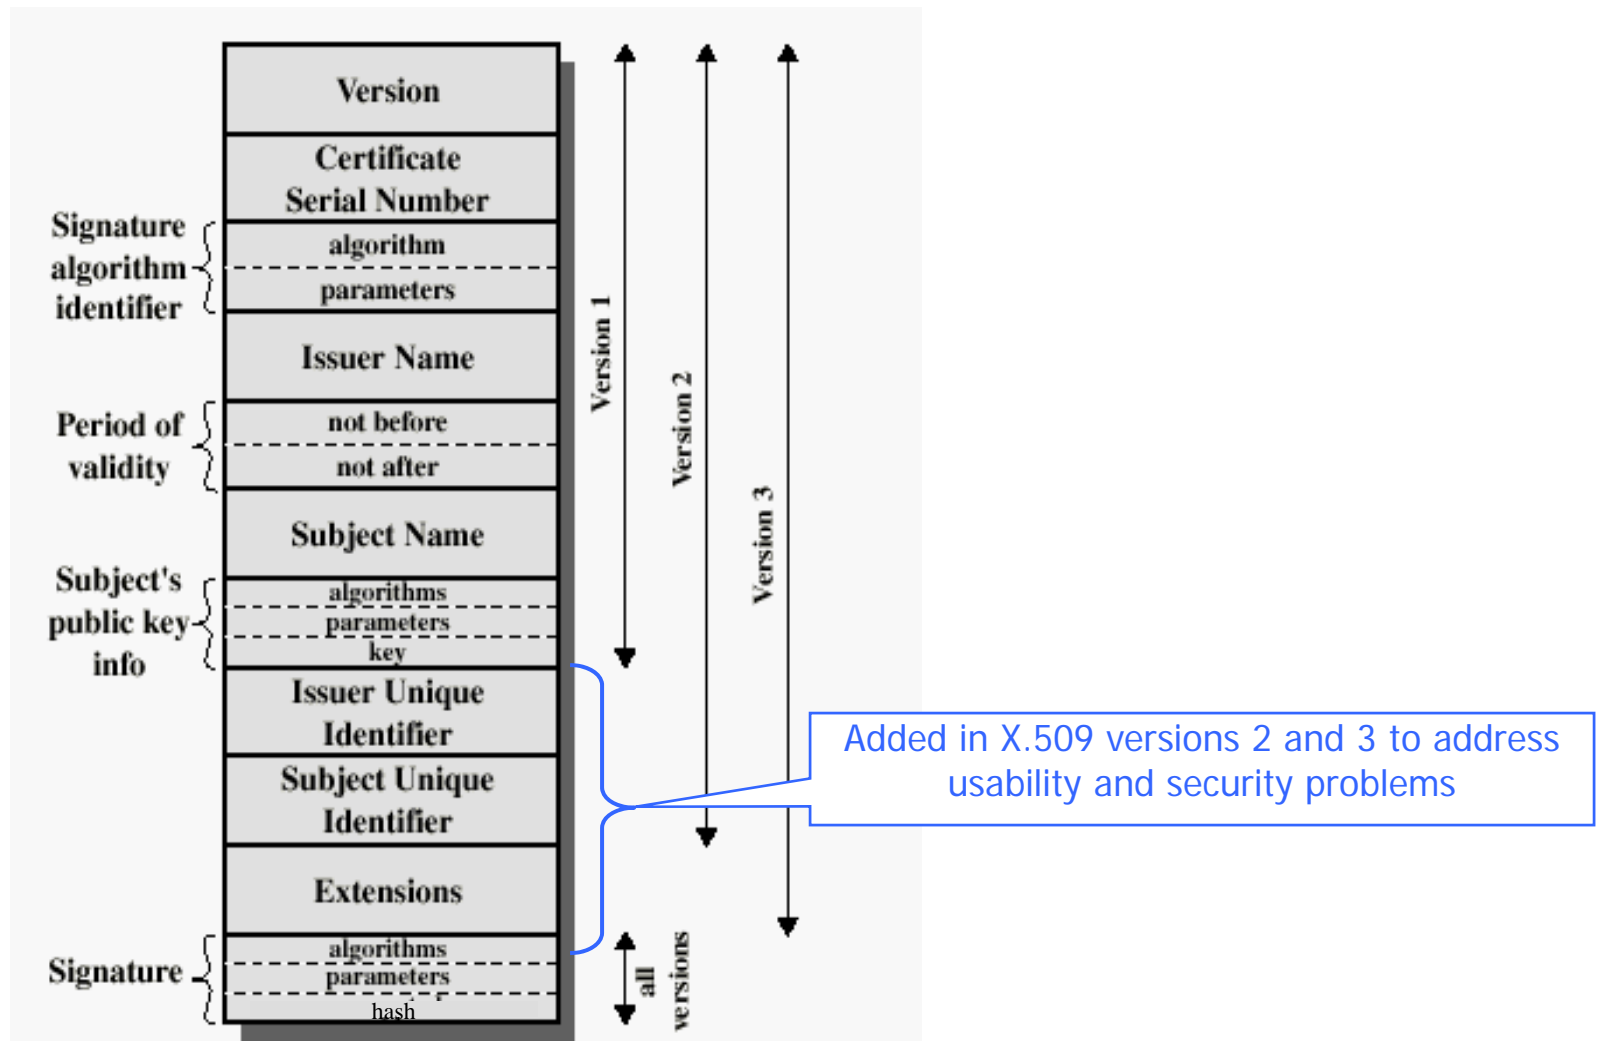 Version
Certificate
Serial Number
Signature
algorithm
identifier
algorithm
parameters
Issuer Name
Period of
validity
not before
not after
Subject Name
Subject's
public key
info
algorithms
parameters
key
Issuer Unique
Identifier
Subject Unique
Identifier
Extensions
Signature
algorithms
parameters
hash
Version 1
Version 2
Version 3
all
versions
Added in X.509 versions 2 and 3 to address
usability and security problems